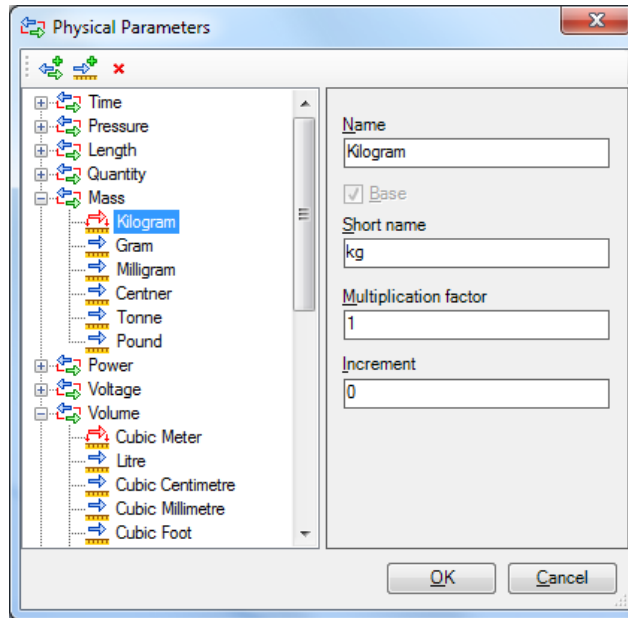 Physical Parameters
Time
Pressure
Length
Quantity
Mass
Kilogram
Gram
Milligram
Centner
Tonne
Pound
Power
Voltage
Volume
Cubic Meter
Litre
Cubic Centimetre
Cubic Millimetre
Cubic Foot
Name
Kilogram
Base
Short name
kg
Multiplication factor
1
Increment
0
OK
Cancel